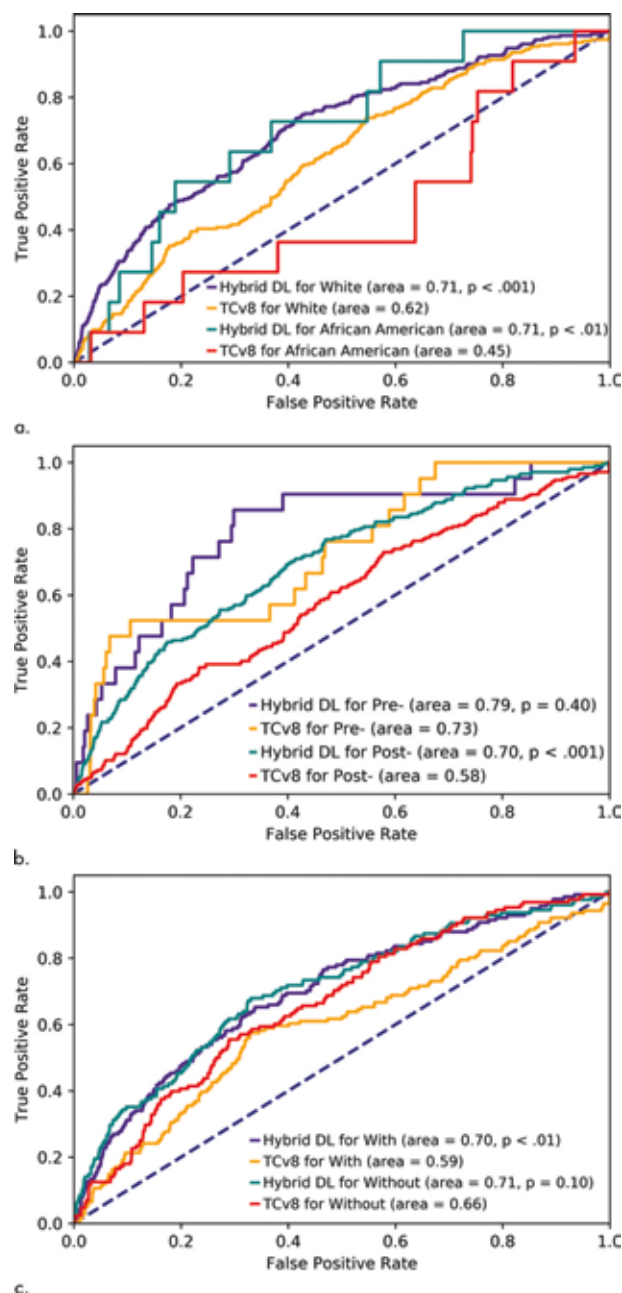 1.0
0.8
0.6
0.4
0.2
0.0
True Positive Rate
Hybrid DL for White (area = 0.71, p < .001)
TCv8 for White (area = 0.62)
Hybrid DL for African American (area = 0.71, p < .01)
TCv8 for African American (area = 0.45)
0.0 0.2 0.4 0.6 0.8 1.0
False Positive Rate
a.
1.0
0.8
0.6
0.4
0.2
0.0
True Positive Rate
Hybrid DL for Pre- (area = 0.79, p = 0.40)
TCv8 for Pre- (area = 0.73)
Hybrid DL for Post- (area = 0.70, p < .001)
TCv8 for Post- (area = 0.58)
0.0 0.2 0.4 0.6 0.8 1.0
False Positive Rate
b.
1.0
0.8
0.6
0.4
0.2
0.0
True Positive Rate
Hybrid DL for With (area = 0.70, p < .01)
TCv8 for With (area = 0.59)
Hybrid DL for Without (area = 0.71, p = 0.10)
TCv8 for Without (area = 0.66)
0.0 0.2 0.4 0.6 0.8 1.0
False Positive Rate
c.